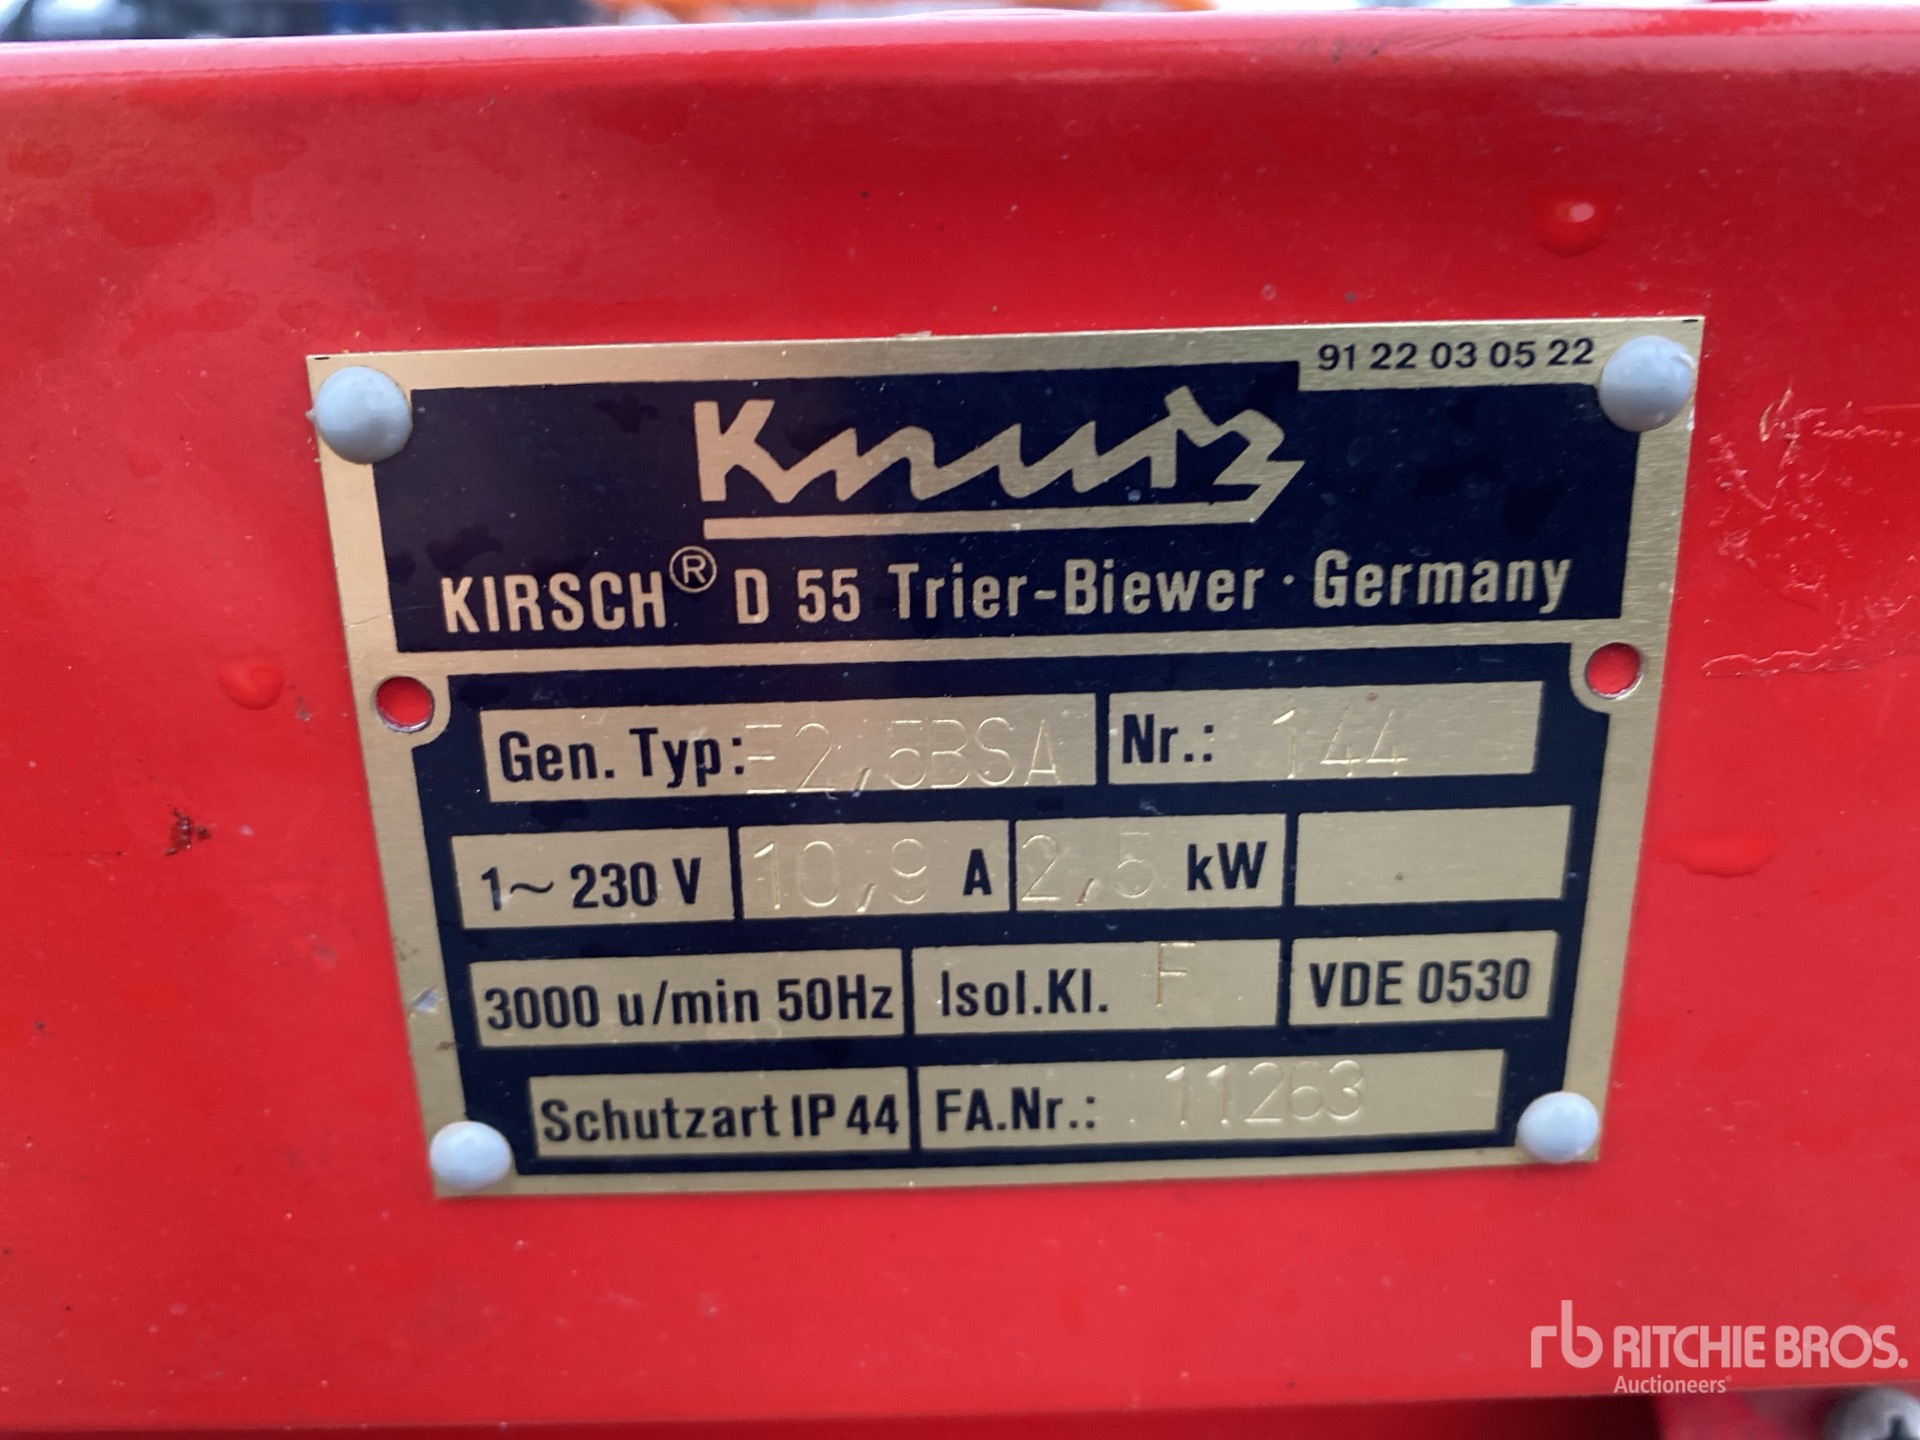 91 22 03 05 22
Knurz
KIRSCH® D 55 Trier-Biewer · Germany
Gen. Typ: E2,5BSA Nr.: 144
1~ 230 V 10,9 A 2,5 kW
3000 u/min 50Hz Isol.Kl. F VDE 0530
Schutzart IP 44 FA.Nr.: 11263
rb RITCHIE BROS.
Auctioneers